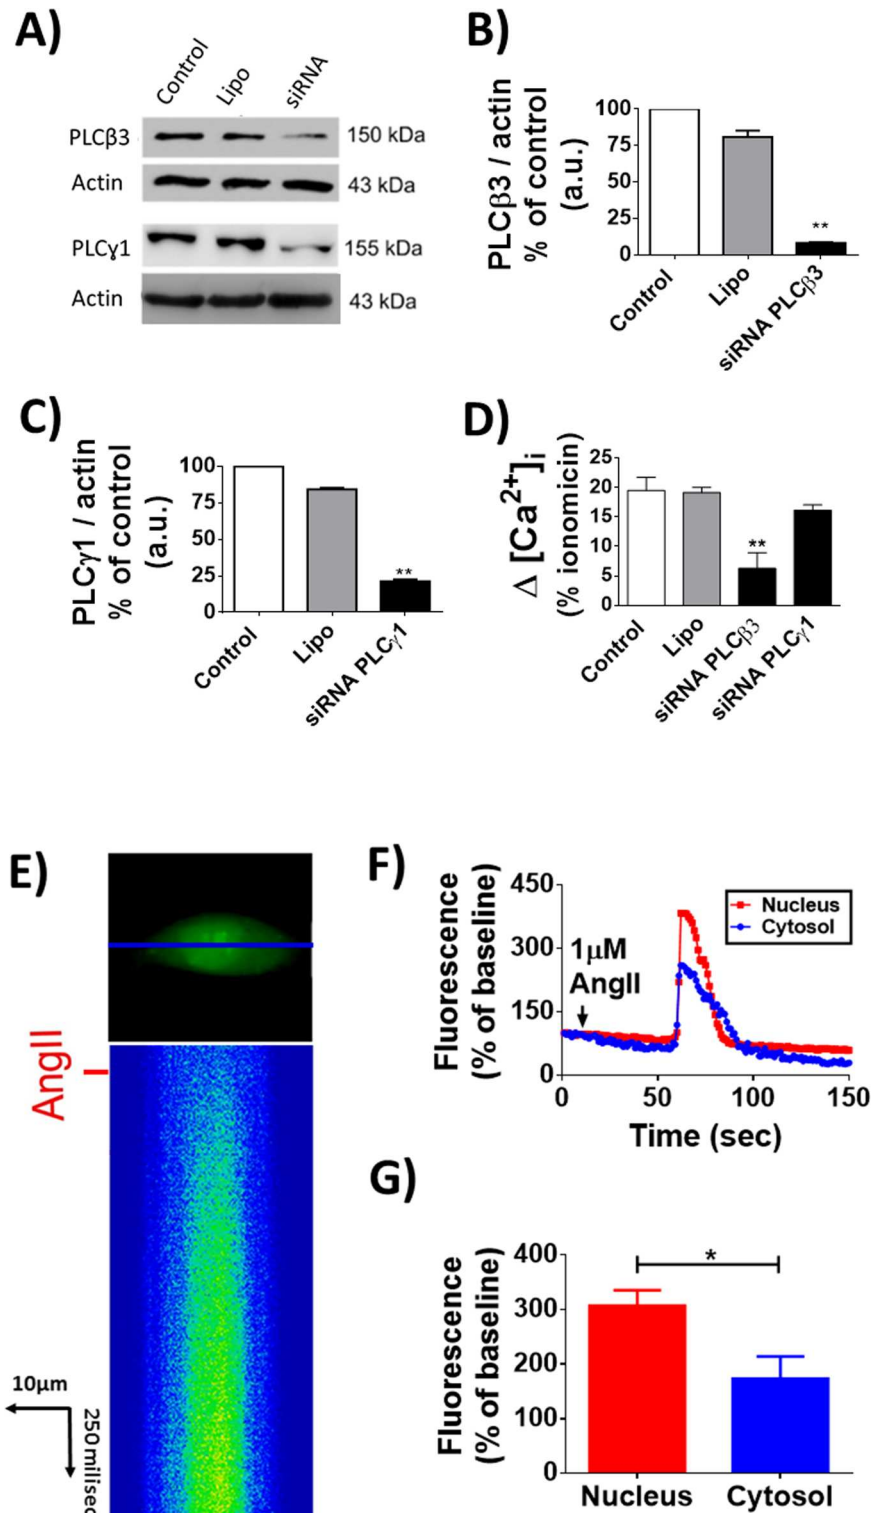 A)
Control
Lipo
siRNA
PLCβ3
150 kDa
Actin
43 kDa
PLCɣ1
155 kDa
Actin
43 kDa
B)
PLCβ3 / actin
% of control
(a.u.)
100
75
50
25
0
**
Control
Lipo
siRNA PLCβ3
C)
PLCγ1 / actin
% of control
(a.u.)
100
75
50
25
0
**
Control
Lipo
siRNA PLCγ1
D)
Δ [Ca²⁺]ᵢ
(% ionomicin)
25
20
15
10
5
0
**
Control
Lipo
siRNA PLCβ3
siRNA PLCγ1
E)
AngII
10μm
F)
Fluorescence
(% of baseline)
450
300
150
0
1μM
AngII
Nucleus
Cytosol
0
50
100
150
Time (sec)
G)
Fluorescence
(% of baseline)
400
300
200
100
0
*
Nucleus
Cytosol